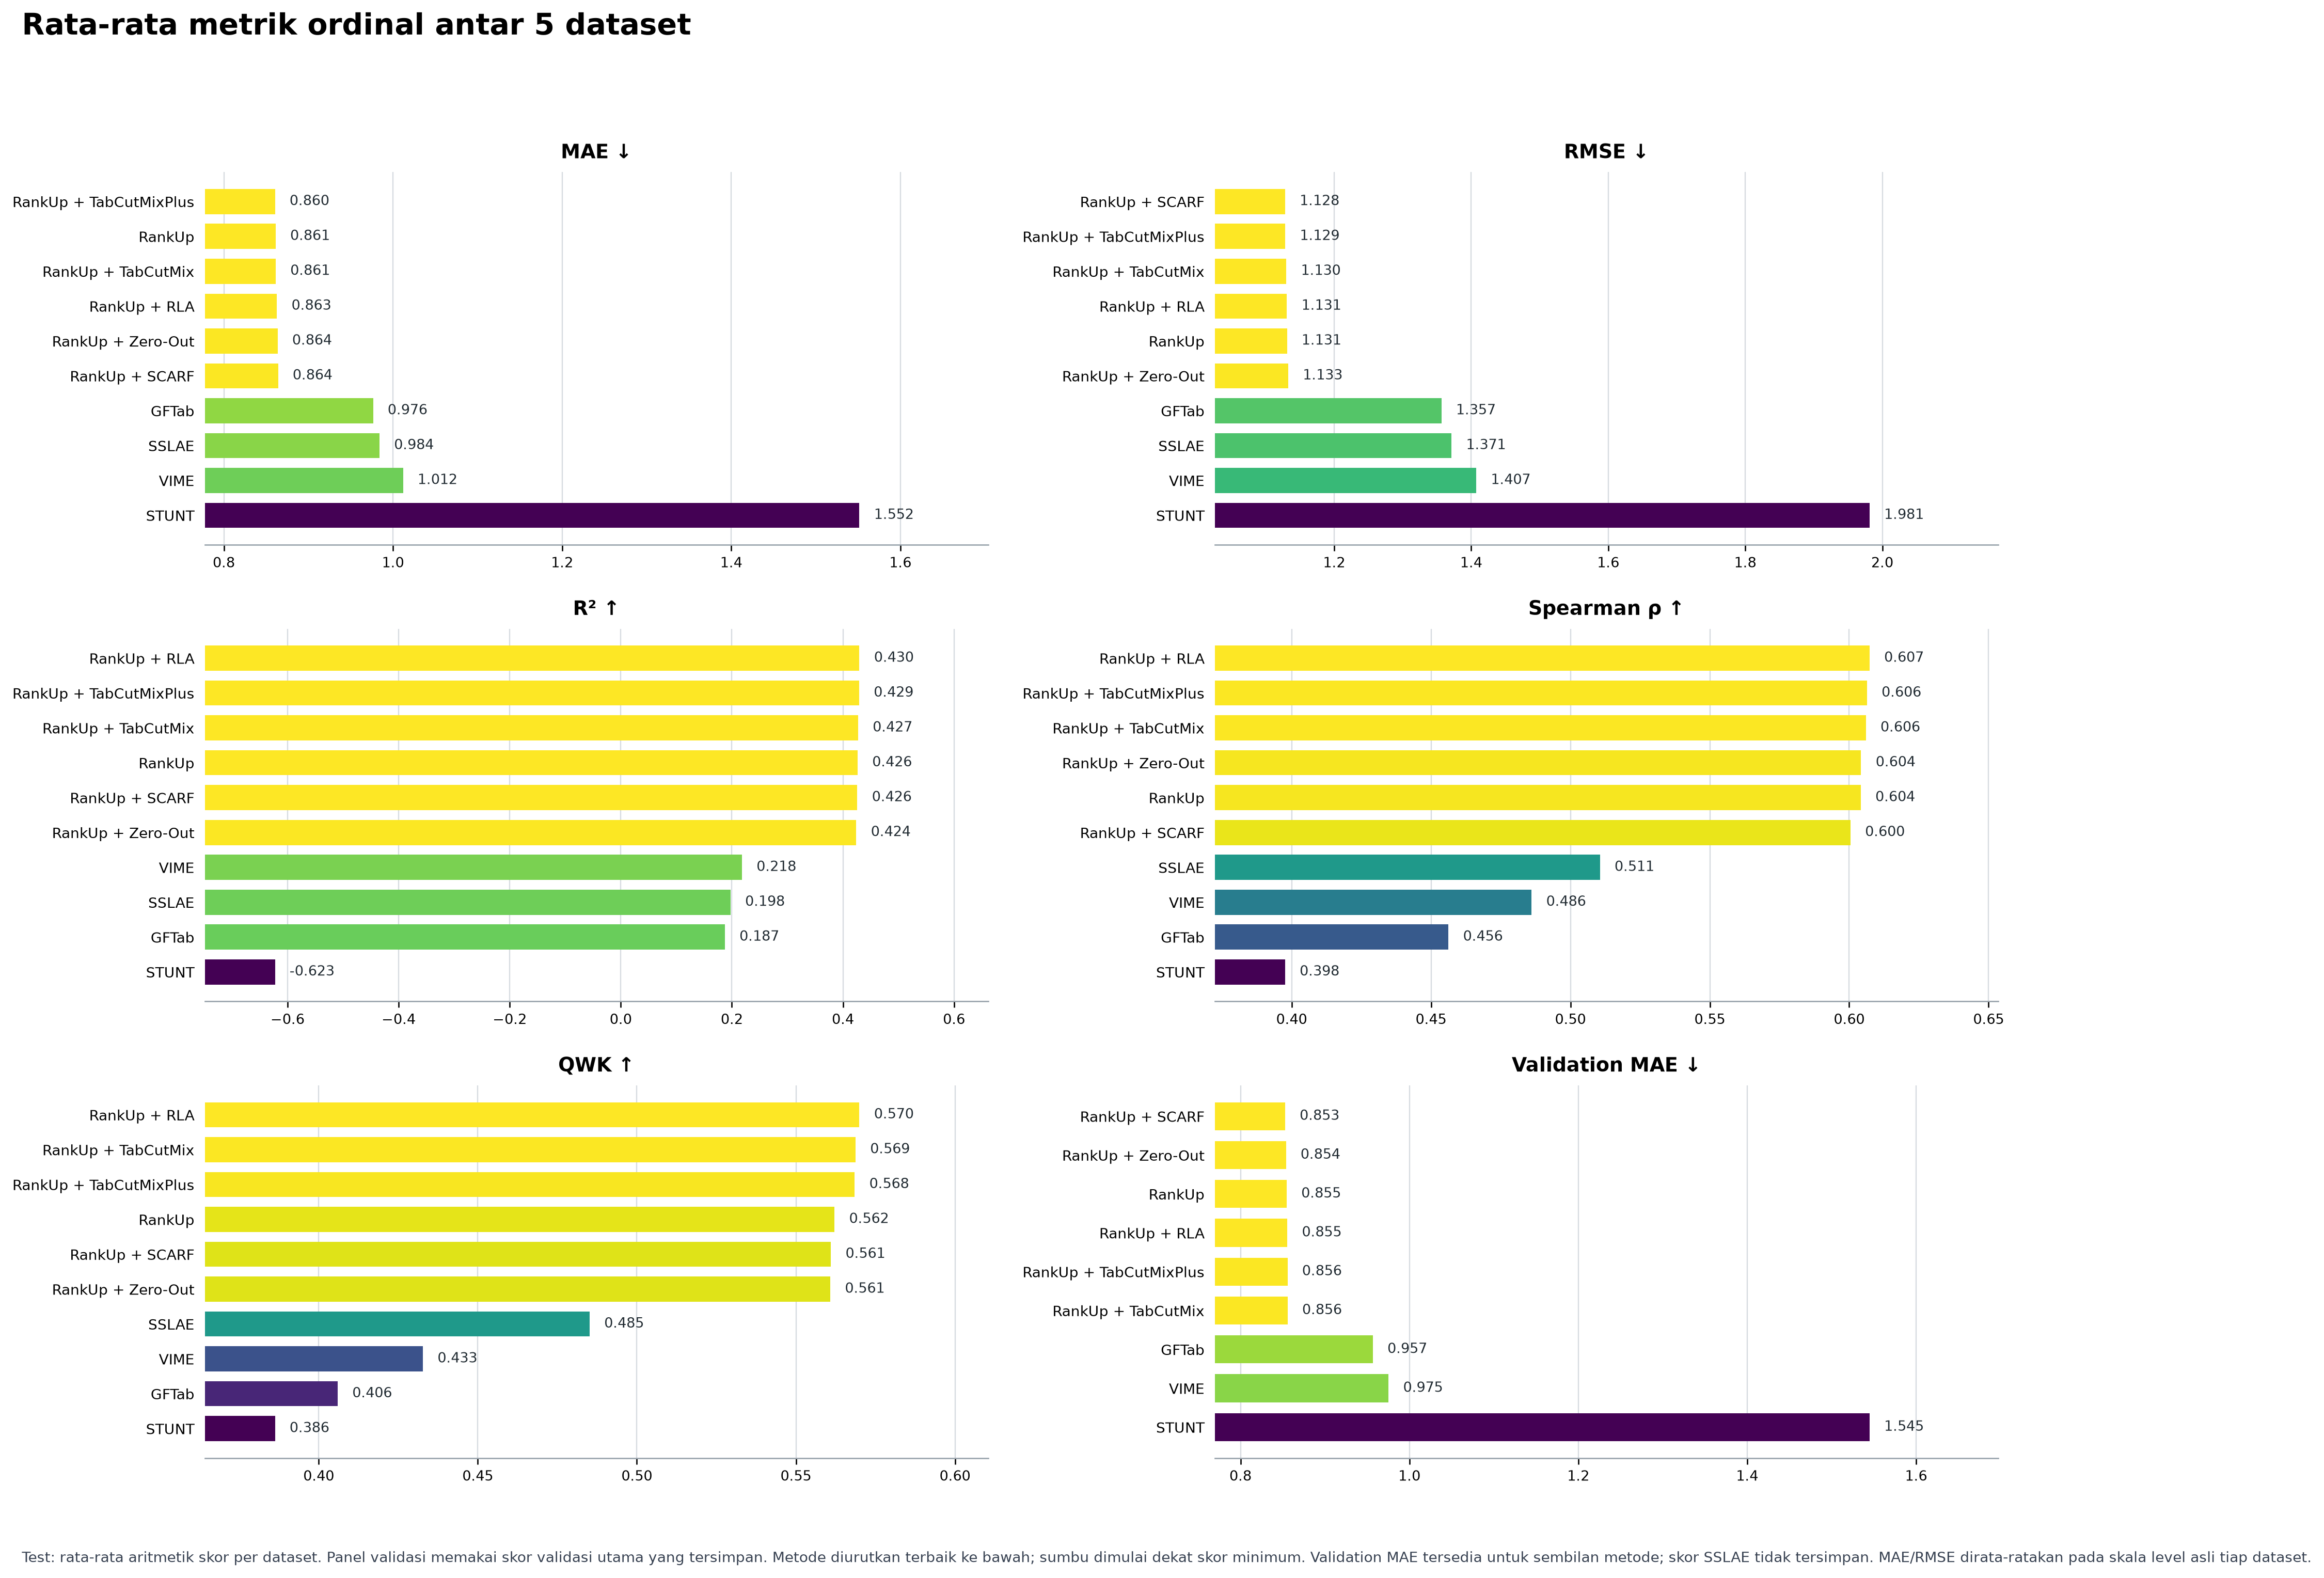 Rata-rata metrik ordinal antar 5 dataset
MAE ↓
RankUp + TabCutMixPlus 0.860
RankUp 0.861
RankUp + TabCutMix 0.861
RankUp + RLA 0.863
RankUp + Zero-Out 0.864
RankUp + SCARF 0.864
GFTab 0.976
SSLAE 0.984
VIME 1.012
STUNT 1.552
0.8 1.0 1.2 1.4 1.6
RMSE ↓
RankUp + SCARF 1.128
RankUp + TabCutMixPlus 1.129
RankUp + TabCutMix 1.130
RankUp + RLA 1.131
RankUp 1.131
RankUp + Zero-Out 1.133
GFTab 1.357
SSLAE 1.371
VIME 1.407
STUNT 1.981
1.2 1.4 1.6 1.8 2.0
R² ↑
RankUp + RLA 0.430
RankUp + TabCutMixPlus 0.429
RankUp + TabCutMix 0.427
RankUp 0.426
RankUp + SCARF 0.426
RankUp + Zero-Out 0.424
VIME 0.218
SSLAE 0.198
GFTab 0.187
STUNT -0.623
−0.6 −0.4 −0.2 0.0 0.2 0.4 0.6
Spearman ρ ↑
RankUp + RLA 0.607
RankUp + TabCutMixPlus 0.606
RankUp + TabCutMix 0.606
RankUp + Zero-Out 0.604
RankUp 0.604
RankUp + SCARF 0.600
SSLAE 0.511
VIME 0.486
GFTab 0.456
STUNT 0.398
0.40 0.45 0.50 0.55 0.60 0.65
QWK ↑
RankUp + RLA 0.570
RankUp + TabCutMix 0.569
RankUp + TabCutMixPlus 0.568
RankUp 0.562
RankUp + SCARF 0.561
RankUp + Zero-Out 0.561
SSLAE 0.485
VIME 0.433
GFTab 0.406
STUNT 0.386
0.40 0.45 0.50 0.55 0.60
Validation MAE ↓
RankUp + SCARF 0.853
RankUp + Zero-Out 0.854
RankUp 0.855
RankUp + RLA 0.855
RankUp + TabCutMixPlus 0.856
RankUp + TabCutMix 0.856
GFTab 0.957
VIME 0.975
STUNT 1.545
0.8 1.0 1.2 1.4 1.6
Test: rata-rata aritmetik skor per dataset. Panel validasi memakai skor validasi utama yang tersimpan. Metode diurutkan terbaik ke bawah; sumbu dimulai dekat skor minimum. Validation MAE tersedia untuk sembilan metode; skor SSLAE tidak tersimpan. MAE/RMSE dirata-ratakan pada skala level asli tiap dataset.